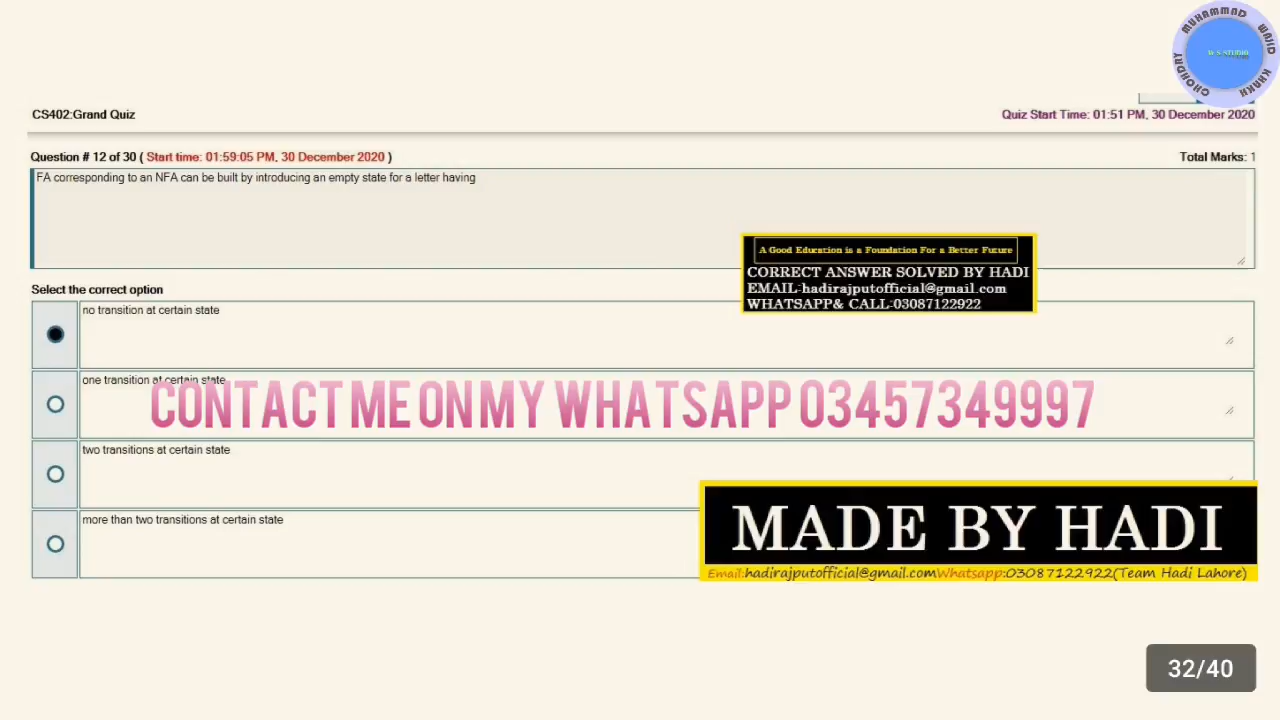 MUHAMMAD WAJID KHAKH CHOHDRY
W.S STUDIO
CS402:Grand Quiz
Quiz Start Time: 01:51 PM, 30 December 2020
Question # 12 of 30 ( Start time: 01:59:05 PM, 30 December 2020 )
Total Marks: 1
FA corresponding to an NFA can be built by introducing an empty state for a letter having
A Good Education is a Foundation For a Better Future
CORRECT ANSWER SOLVED BY HADI
EMAIL:hadirajputofficial@gmail.com
WHATSAPP& CALL:03087122922
Select the correct option
no transition at certain state
one transition at certain state
CONTACT ME ON MY WHATSAPP 03457349997
two transitions at certain state
more than two transitions at certain state
MADE BY HADI
Email:hadirajputofficial@gmail.comWhatsapp:03087122922(Team Hadi Lahore)
32/40